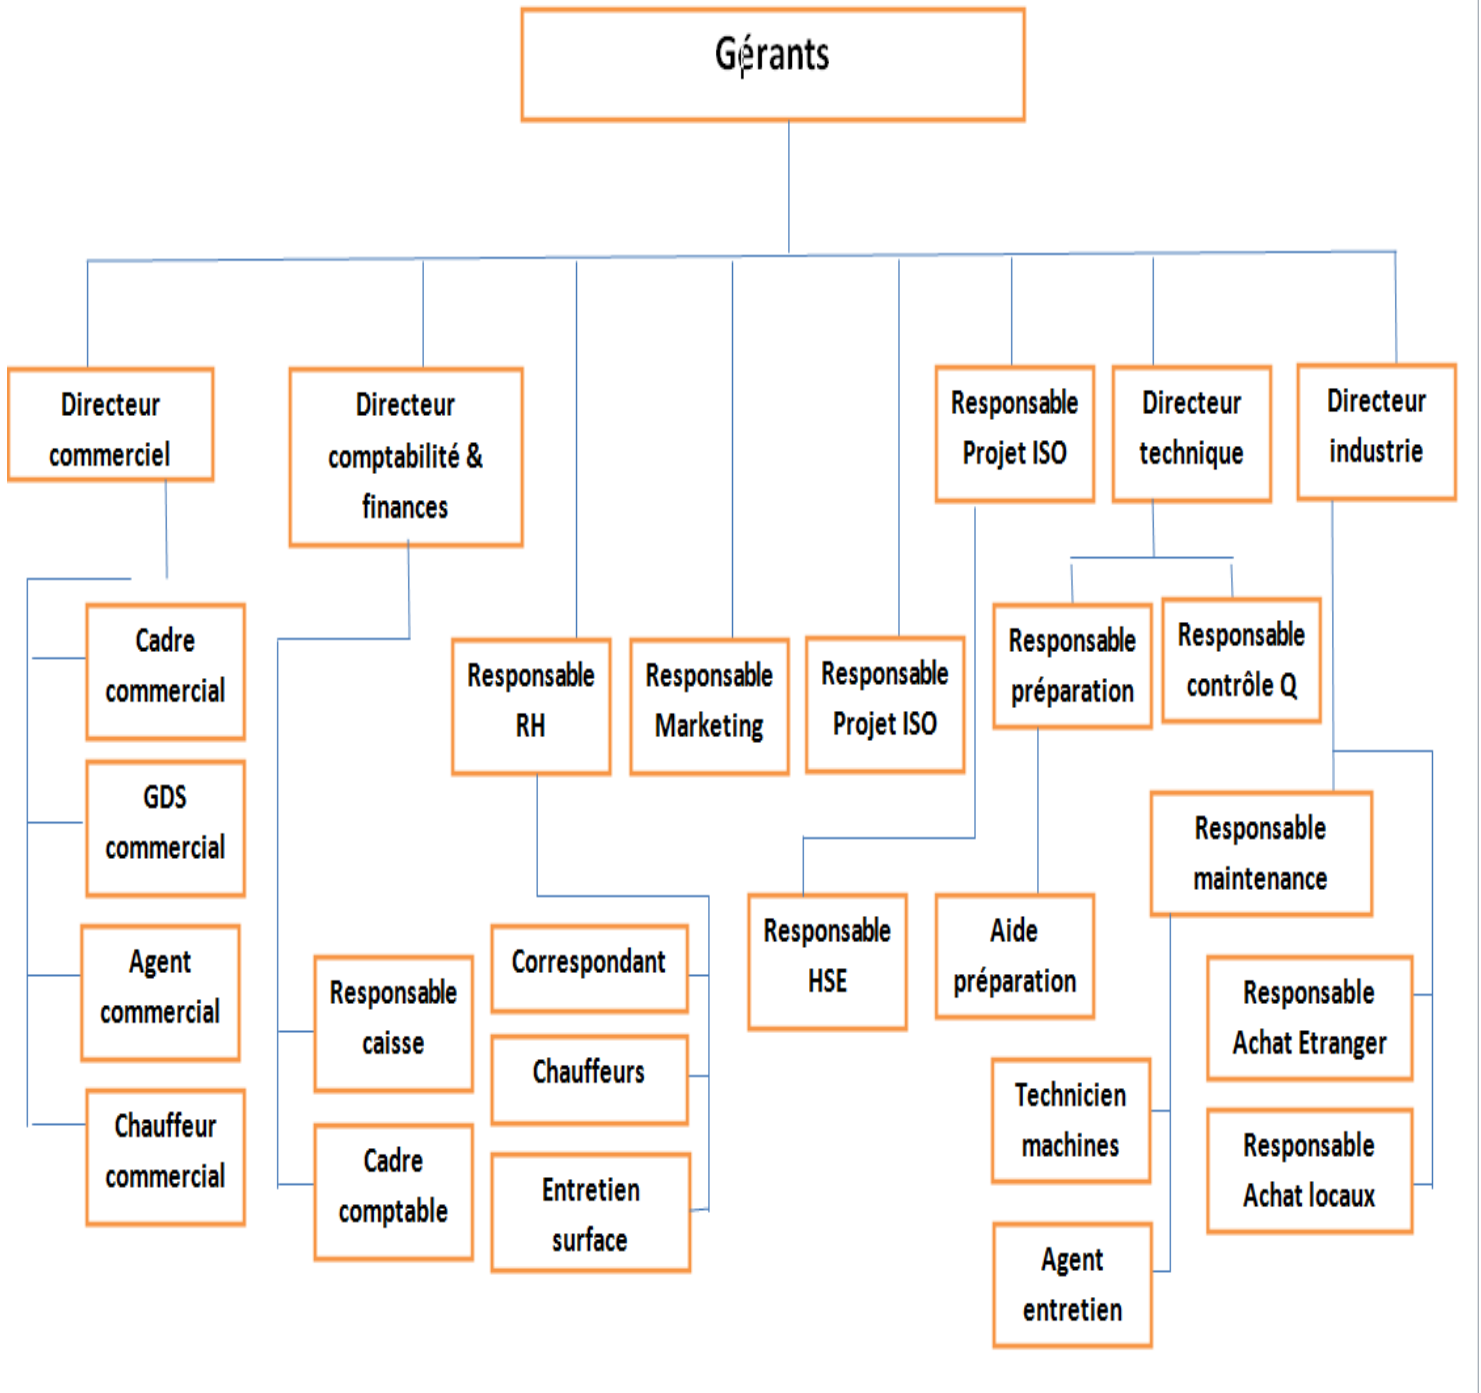 Gérants
Directeur
commerciel
Directeur
comptabilité &
finances
Responsable
Projet ISO
Directeur
technique
Directeur
industrie
Cadre
commercial
GDS
commercial
Agent
commercial
Chauffeur
commercial
Responsable
caisse
Cadre
comptable
Responsable
RH
Correspondant
Chauffeurs
Entretien
surface
Responsable
Marketing
Responsable
Projet ISO
Responsable
HSE
Responsable
préparation
Responsable
contrôle Q
Aide
préparation
Responsable
maintenance
Technicien
machines
Agent
entretien
Responsable
Achat Etranger
Responsable
Achat locaux